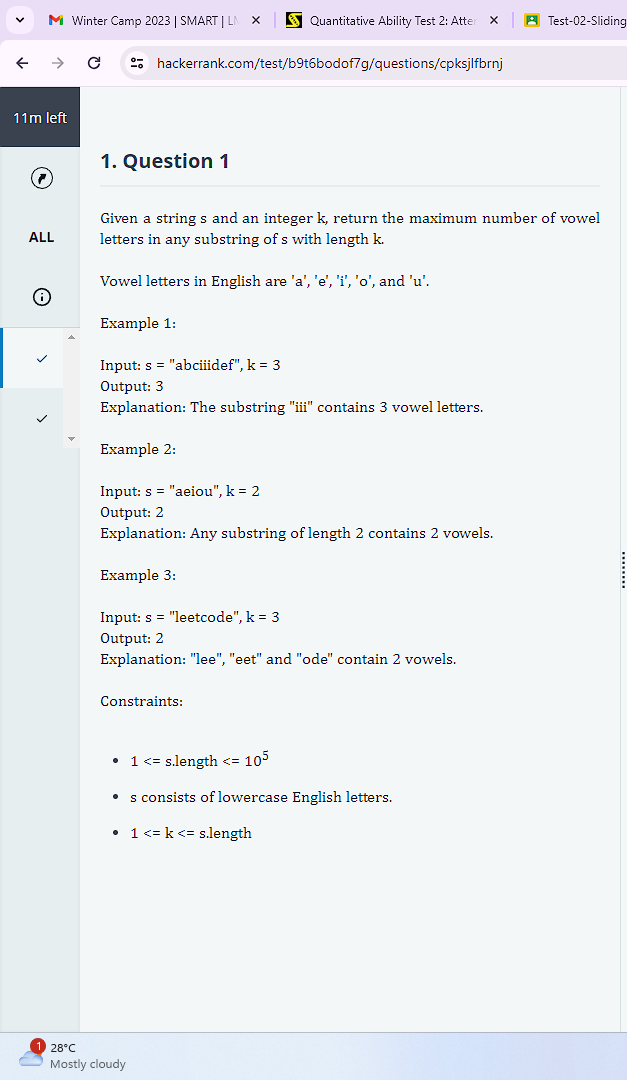 Winter Camp 2023 | SMART | LM
Quantitative Ability Test 2: Atte
Test-02-Sliding
hackerrank.com/test/b9t6bodof7g/questions/cpksjlfbrnj
11m left
ALL
1. Question 1
Given a string s and an integer k, return the maximum number of vowel
letters in any substring of s with length k.
Vowel letters in English are 'a', 'e', 'i', 'o', and 'u'.
Example 1:
Input: s = "abciiidef", k = 3
Output: 3
Explanation: The substring "iii" contains 3 vowel letters.
Example 2:
Input: s = "aeiou", k = 2
Output: 2
Explanation: Any substring of length 2 contains 2 vowels.
Example 3:
Input: s = "leetcode", k = 3
Output: 2
Explanation: "lee", "eet" and "ode" contain 2 vowels.
Constraints:
• 1 <= s.length <= 10⁵
• s consists of lowercase English letters.
• 1 <= k <= s.length
1
28°C
Mostly cloudy